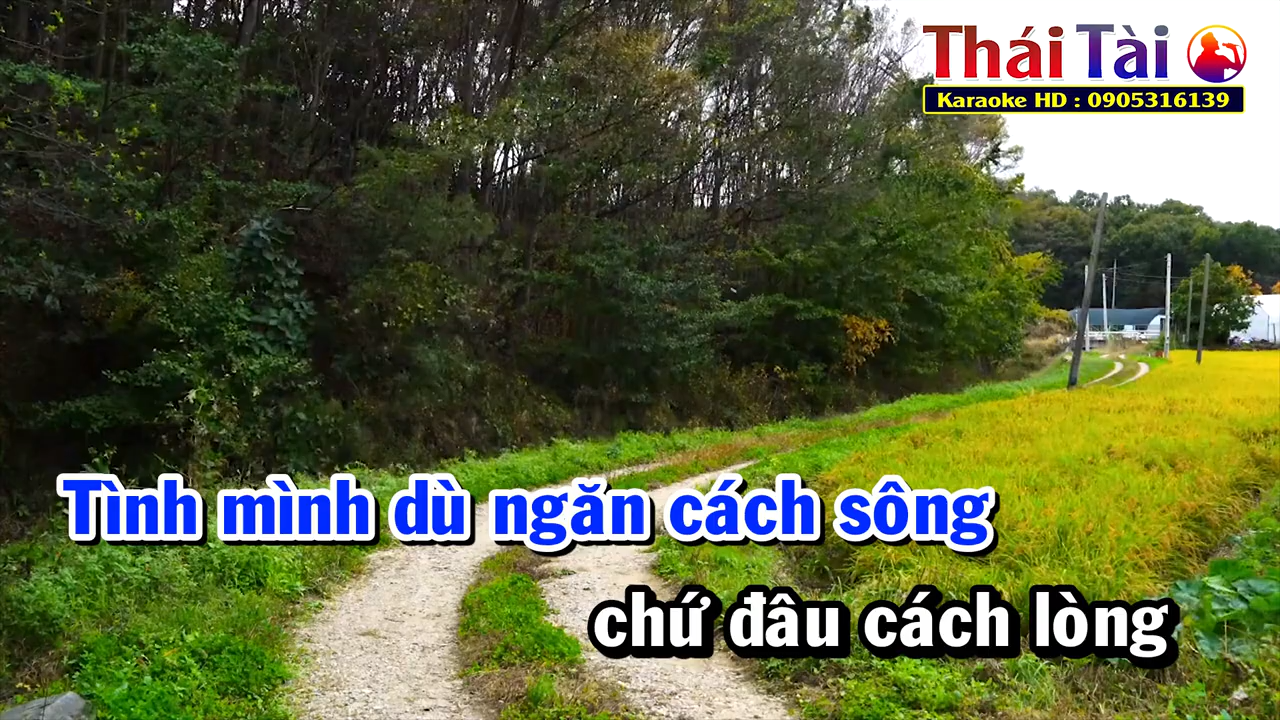 Thái Tài
Karaoke HD : 0905316139
Tình mình dù ngăn cách sông
chứ đâu cách lòng